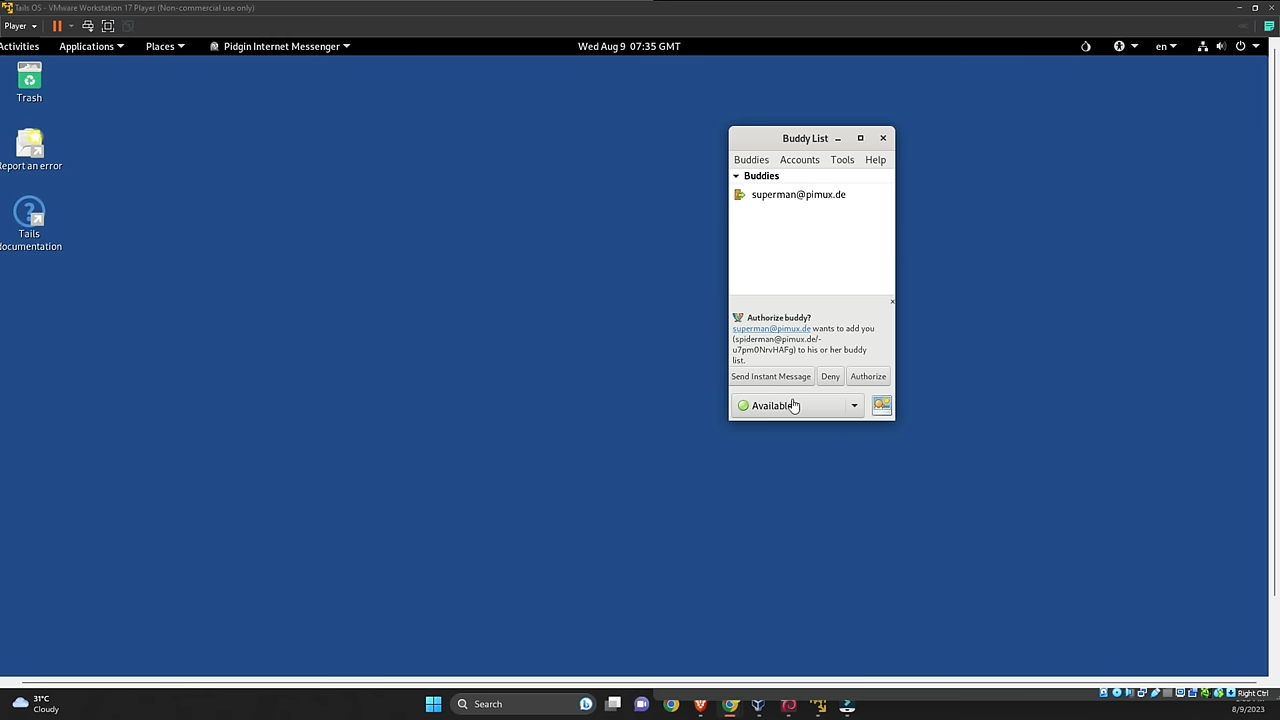 Tails OS - VMware Workstation 17 Player (Non-commercial use only)
Player
Activities Applications Places Pidgin Internet Messenger Wed Aug 9 07:35 GMT en
Trash
Report an error
Tails documentation
Buddy List
Buddies Accounts Tools Help
Buddies
superman@pimux.de
Authorize buddy?
superman@pimux.de wants to add you
(spiderman@pimux.de/-
u7pm0NrvHAFg) to his or her buddy
list.
Send Instant Message Deny Authorize
Available
31°C
Cloudy
Search
Right Ctrl
8/9/2023